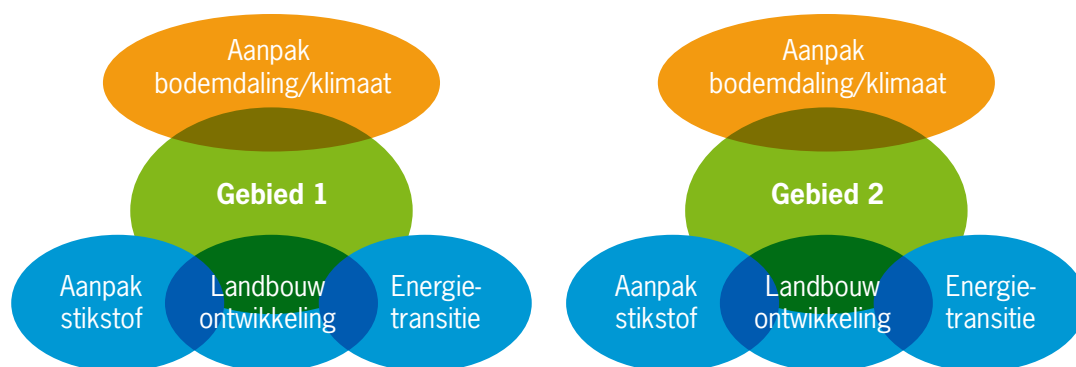 Aanpak
bodemdaling/klimaat
Gebied 1
Aanpak
stikstof
Landbouw
ontwikkeling
Energie-
transitie
Aanpak
bodemdaling/klimaat
Gebied 2
Aanpak
stikstof
Landbouw
ontwikkeling
Energie-
transitie